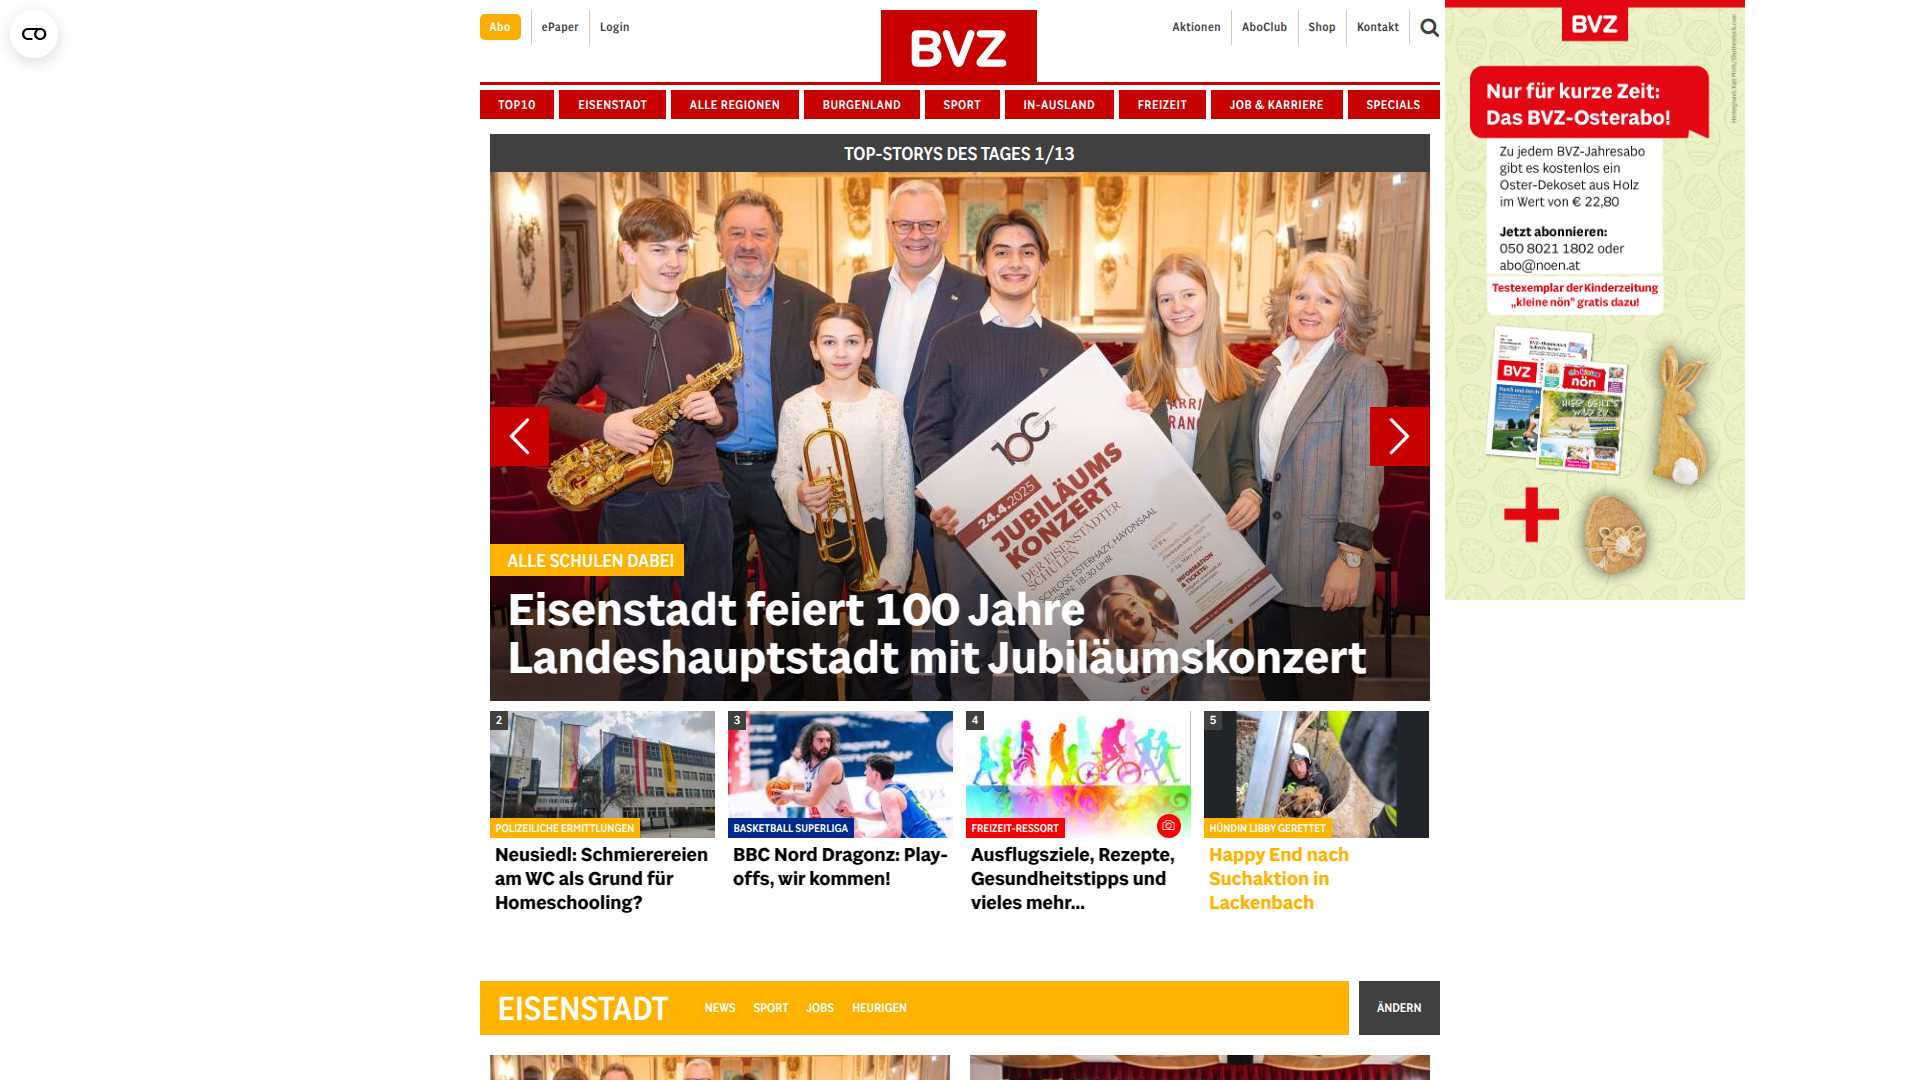 Abo
ePaper
Login
BVZ
Aktionen
AboClub
Shop
Kontakt
TOP10
EISENSTADT
ALLE REGIONEN
BURGENLAND
SPORT
IN-AUSLAND
FREIZEIT
JOB & KARRIERE
SPECIALS
TOP-STORYS DES TAGES 1/13
100
24.4.2025
JUBILÄUMS
KONZERT
DER EISENSTÄDTER
SCHULEN
SCHLOSS ESTERHAZY, HAYDNSAAL
18:30 UHR
INFORMATION
& TICKETS:
ALLE SCHULEN DABEI
Eisenstadt feiert 100 Jahre
Landeshauptstadt mit Jubiläumskonzert
2
POLIZEILICHE ERMITTLUNGEN
Neusiedl: Schmierereien
am WC als Grund für
Homeschooling?
3
BASKETBALL SUPERLIGA
BBC Nord Dragonz: Play-
offs, wir kommen!
4
FREIZEIT-RESSORT
Ausflugsziele, Rezepte,
Gesundheitstipps und
vieles mehr...
5
HÜNDIN LIBBY GERETTET
Happy End nach
Suchaktion in
Lackenbach
EISENSTADT
NEWS
SPORT
JOBS
HEURIGEN
ÄNDERN
BVZ
Nur für kurze Zeit:
Das BVZ-Osterabo!
Zu jedem BVZ-Jahresabo
gibt es kostenlos ein
Oster-Dekoset aus Holz
im Wert von € 22,80
Jetzt abonnieren:
050 8021 1802 oder
abo@noen.at
Testexemplar der Kinderzeitung
„kleine nön" gratis dazu!
BVZ
nön